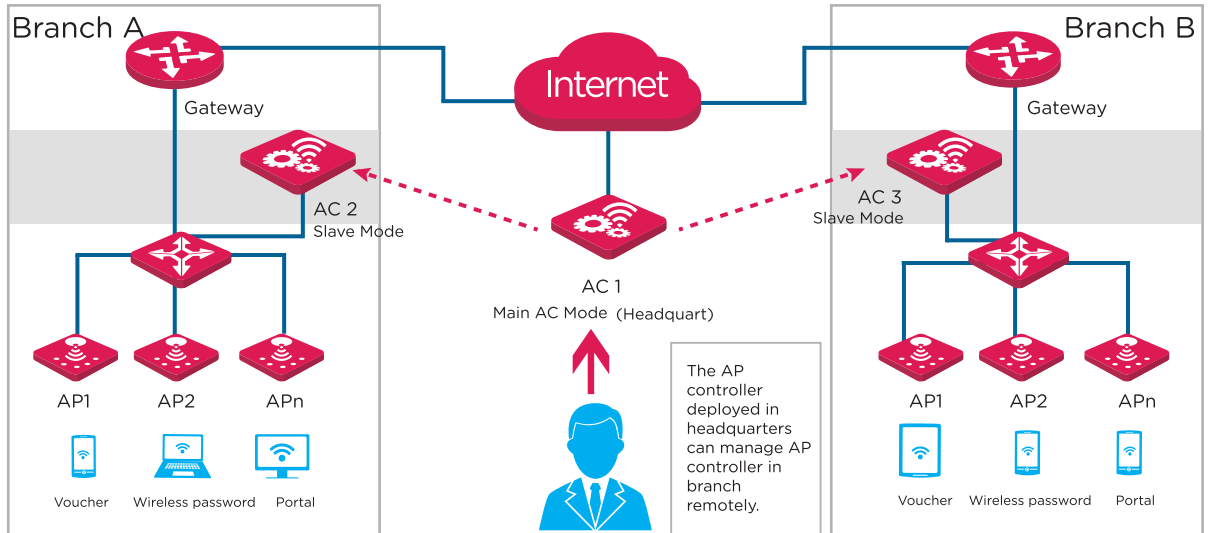 Branch A
Gateway
AC 2
Slave Mode
AP1
AP2
APn
Voucher
Wireless password
Portal
Internet
AC 1
Main AC Mode (Headquart)
The AP
controller
deployed in
headquarters
can manage AP
controller in
branch
remotely.
Branch B
Gateway
AC 3
Slave Mode
AP1
AP2
APn
Voucher
Wireless password
Portal